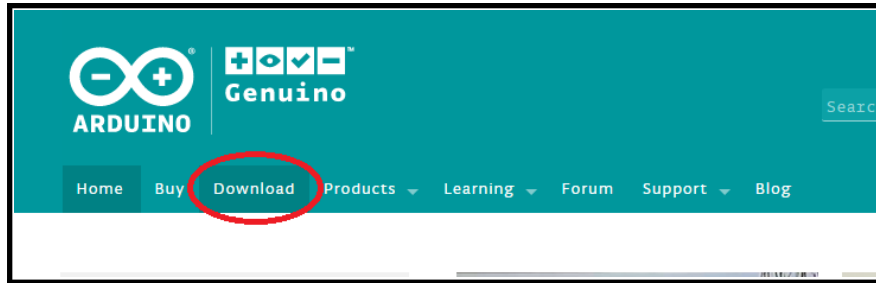 Genuino
ARDUINO
Searc
Home Buy Download Products Learning Forum Support Blog